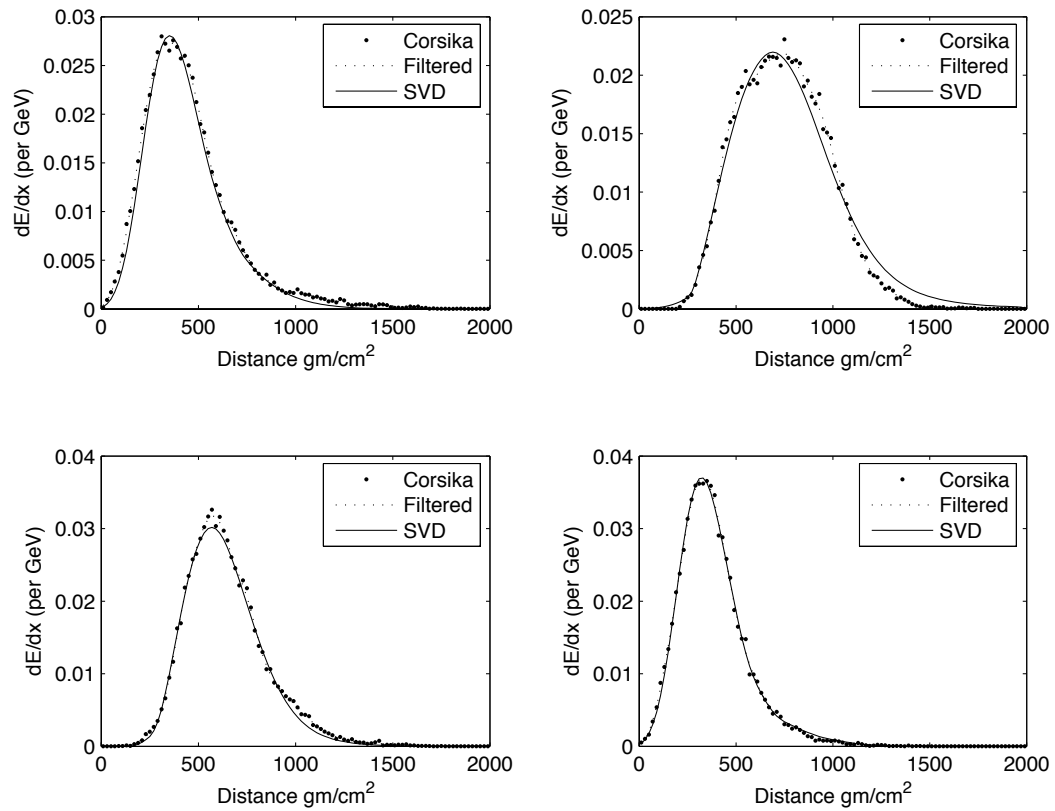 0.03
0.025
0.02
0.015
0.01
0.005
0
dE/dx (per GeV)
0 500 1000 1500 2000
Distance gm/cm²
Corsika
Filtered
SVD
0.025
0.02
0.015
0.01
0.005
0
dE/dx (per GeV)
0 500 1000 1500 2000
Distance gm/cm²
Corsika
Filtered
SVD
0.04
0.03
0.02
0.01
0
dE/dx (per GeV)
0 500 1000 1500 2000
Distance gm/cm²
Corsika
Filtered
SVD
0.04
0.03
0.02
0.01
0
dE/dx (per GeV)
0 500 1000 1500 2000
Distance gm/cm²
Corsika
Filtered
SVD